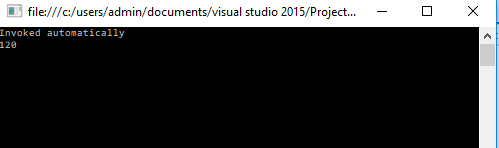 file:///c:/users/admin/documents/visual studio 2015/Project...
Invoked automatically
120